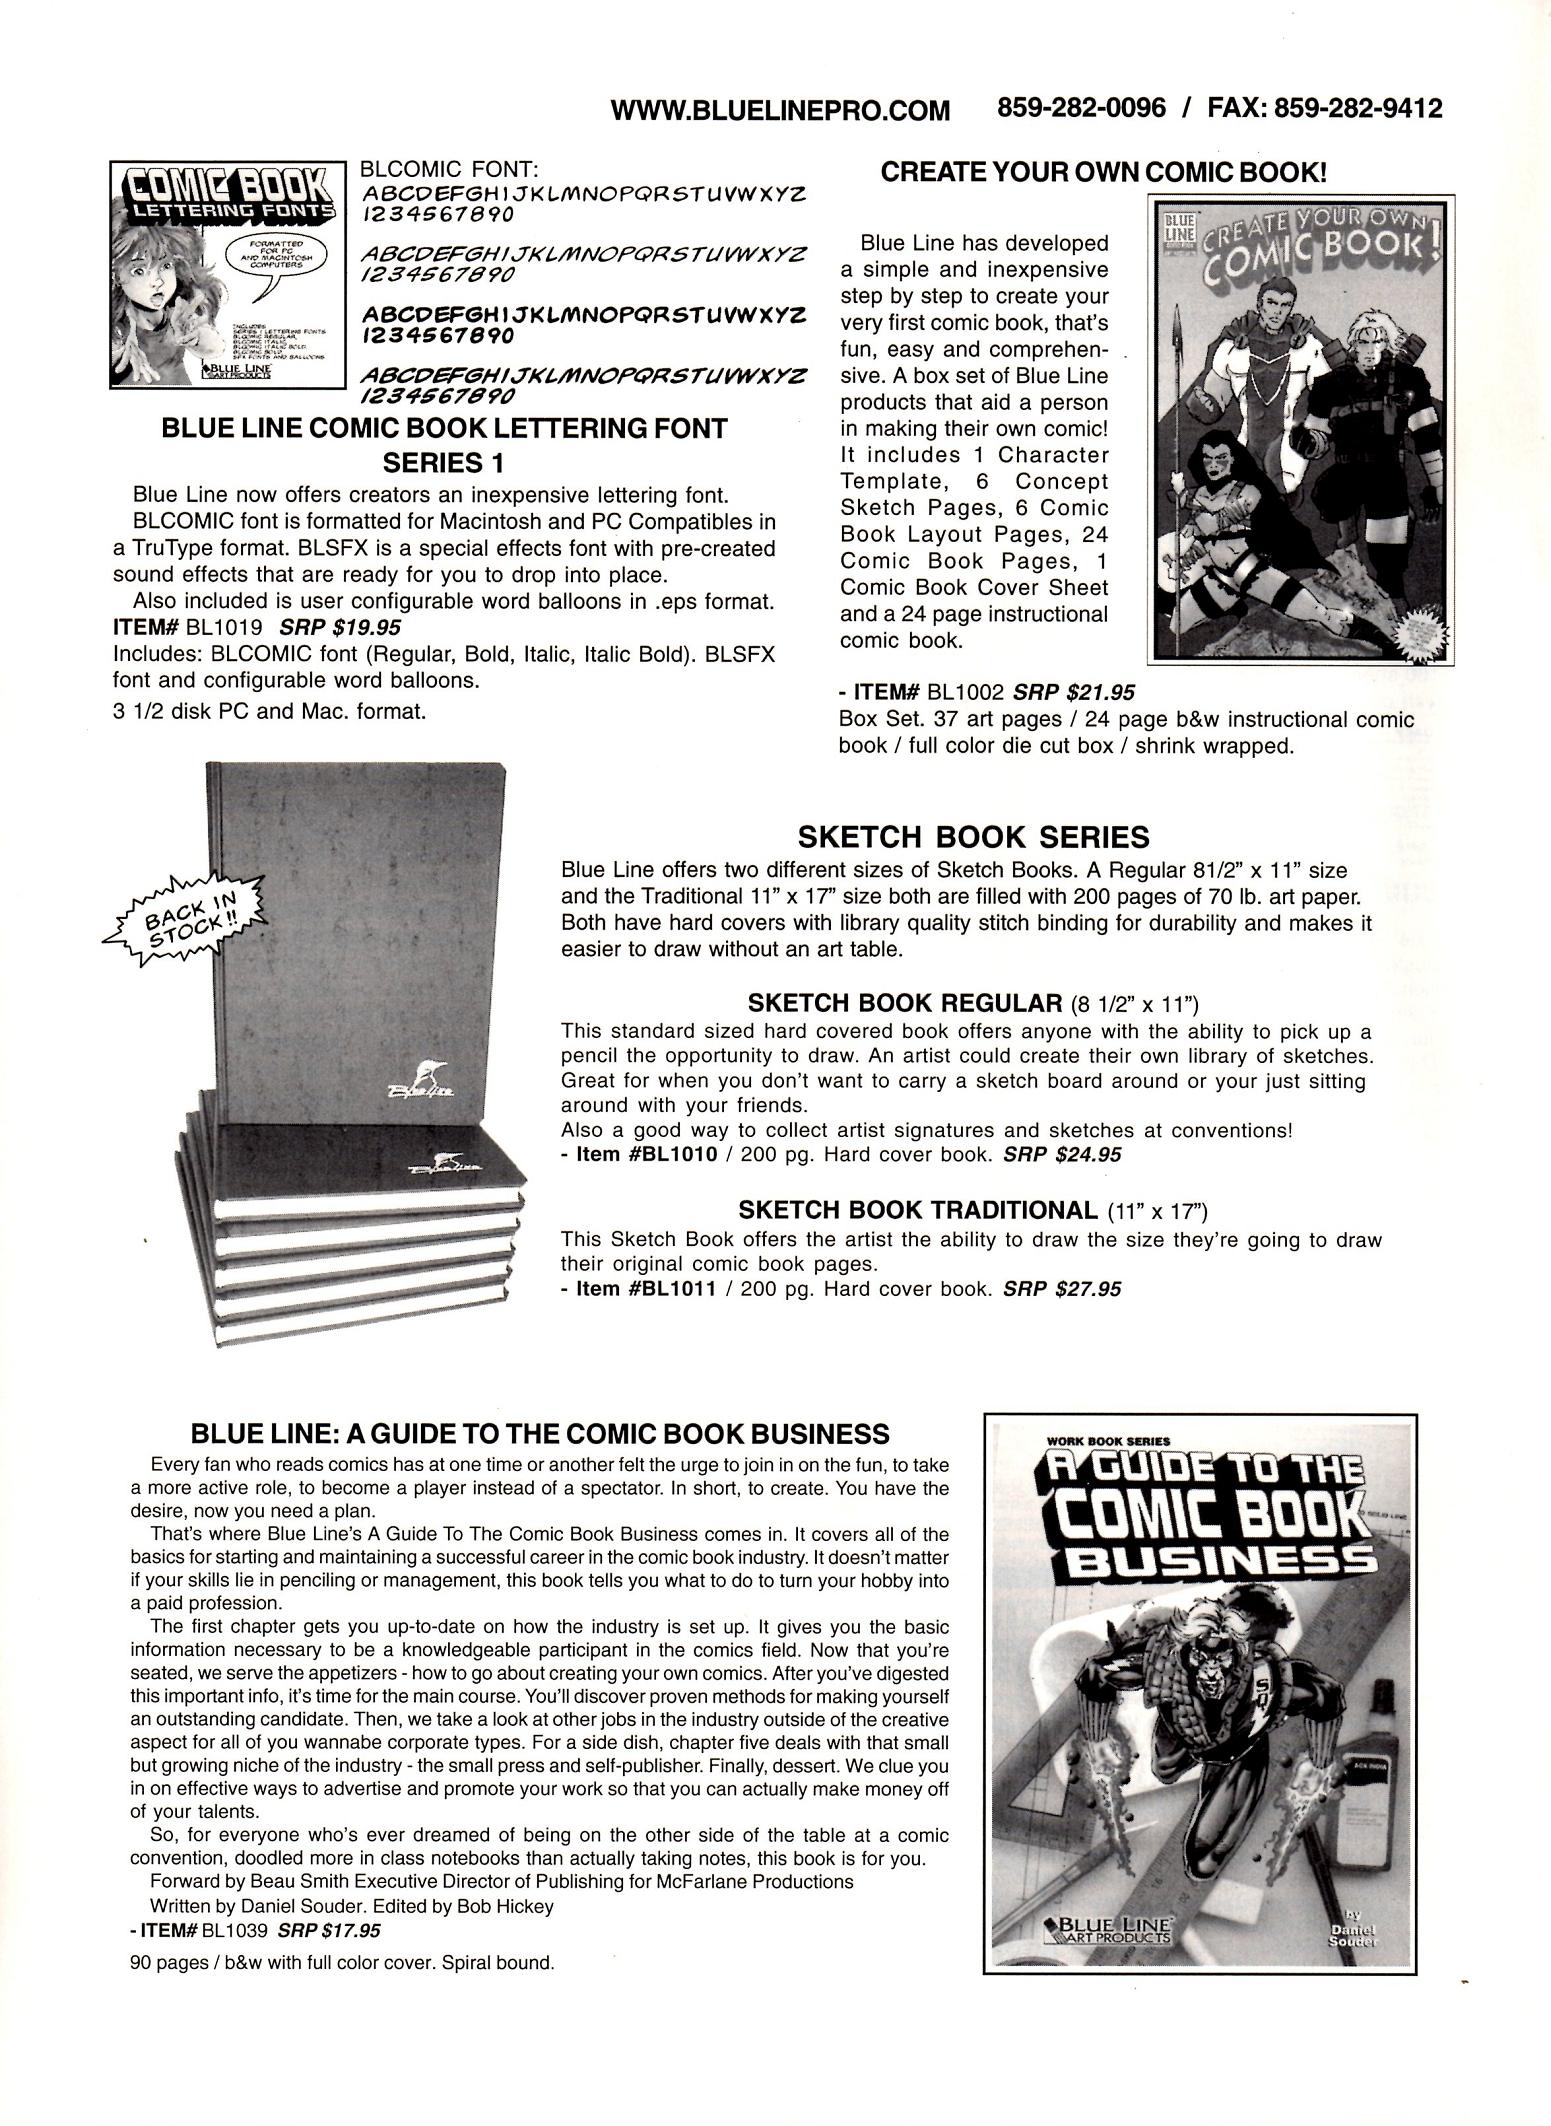 WWW.BLUELINEPRO.COM 859-282-0096 / FAX: 859-282-9412
COMIC BOOK
LETTERING FONTS
FORMATTED
FOR PC
AND MACINTOSH
COMPUTERS
INCLUDES
SERIES 1 LETTERING FONTS
BLCOMIC REGULAR,
BLCOMIC ITALIC,
BLCOMIC ITALIC BOLD,
BLCOMIC BOLD
SFX FONTS AND BALLOONS
BLUE LINE
ART PRODUCTS
BLCOMIC FONT:
ABCDEFGHIJKLMNOPQRSTUVWXYZ
1234567890
ABCDEFGHIJKLMNOPQRSTUVWXYZ
1234567890
ABCDEFGHIJKLMNOPQRSTUVWXYZ
1234567890
ABCDEFGHIJKLMNOPQRSTUVWXYZ
1234567890
BLUE LINE COMIC BOOK LETTERING FONT
SERIES 1
Blue Line now offers creators an inexpensive lettering font.
BLCOMIC font is formatted for Macintosh and PC Compatibles in
a TruType format. BLSFX is a special effects font with pre-created
sound effects that are ready for you to drop into place.
Also included is user configurable word balloons in .eps format.
ITEM# BL1019 SRP $19.95
Includes: BLCOMIC font (Regular, Bold, Italic, Italic Bold). BLSFX
font and configurable word balloons.
3 1/2 disk PC and Mac. format.
CREATE YOUR OWN COMIC BOOK!
Blue Line has developed
a simple and inexpensive
step by step to create your
very first comic book, that's
fun, easy and comprehen-
sive. A box set of Blue Line
products that aid a person
in making their own comic!
It includes 1 Character
Template, 6 Concept
Sketch Pages, 6 Comic
Book Layout Pages, 24
Comic Book Pages, 1
Comic Book Cover Sheet
and a 24 page instructional
comic book.
BLUE
LINE
CREATE YOUR OWN
COMIC BOOK!
- ITEM# BL1002 SRP $21.95
Box Set. 37 art pages / 24 page b&w instructional comic
book / full color die cut box / shrink wrapped.
BACK IN
STOCK!!
Blue Line
Blue Line
SKETCH BOOK SERIES
Blue Line offers two different sizes of Sketch Books. A Regular 81/2” x 11” size
and the Traditional 11” x 17” size both are filled with 200 pages of 70 lb. art paper.
Both have hard covers with library quality stitch binding for durability and makes it
easier to draw without an art table.
SKETCH BOOK REGULAR (8 1/2” x 11”)
This standard sized hard covered book offers anyone with the ability to pick up a
pencil the opportunity to draw. An artist could create their own library of sketches.
Great for when you don't want to carry a sketch board around or your just sitting
around with your friends.
Also a good way to collect artist signatures and sketches at conventions!
- Item #BL1010 / 200 pg. Hard cover book. SRP $24.95
SKETCH BOOK TRADITIONAL (11” x 17”)
This Sketch Book offers the artist the ability to draw the size they're going to draw
their original comic book pages.
- Item #BL1011 / 200 pg. Hard cover book. SRP $27.95
BLUE LINE: A GUIDE TO THE COMIC BOOK BUSINESS
Every fan who reads comics has at one time or another felt the urge to join in on the fun, to take
a more active role, to become a player instead of a spectator. In short, to create. You have the
desire, now you need a plan.
That's where Blue Line's A Guide To The Comic Book Business comes in. It covers all of the
basics for starting and maintaining a successful career in the comic book industry. It doesn't matter
if your skills lie in penciling or management, this book tells you what to do to turn your hobby into
a paid profession.
The first chapter gets you up-to-date on how the industry is set up. It gives you the basic
information necessary to be a knowledgeable participant in the comics field. Now that you're
seated, we serve the appetizers - how to go about creating your own comics. After you've digested
this important info, it's time for the main course. You'll discover proven methods for making yourself
an outstanding candidate. Then, we take a look at other jobs in the industry outside of the creative
aspect for all of you wannabe corporate types. For a side dish, chapter five deals with that small
but growing niche of the industry - the small press and self-publisher. Finally, dessert. We clue you
in on effective ways to advertise and promote your work so that you can actually make money off
of your talents.
So, for everyone who's ever dreamed of being on the other side of the table at a comic
convention, doodled more in class notebooks than actually taking notes, this book is for you.
Forward by Beau Smith Executive Director of Publishing for McFarlane Productions
Written by Daniel Souder. Edited by Bob Hickey
- ITEM# BL1039 SRP $17.95
90 pages / b&w with full color cover. Spiral bound.
WORK BOOK SERIES
A GUIDE TO THE
COMIC BOOK
BUSINESS
BLUE LINE
ART PRODUCTS
by
Daniel
Souder